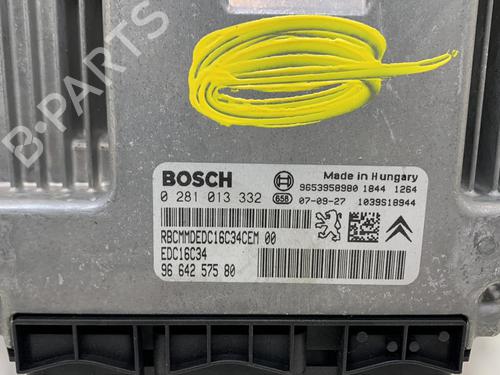 B-PARTS
BOSCH
Made in Hungary
9653958980 1844 1264
0 281 013 332
658
07-09-27 1039S18944
RBCMMDEDC16C34CEM 00
EDC16C34
96 642 575 80